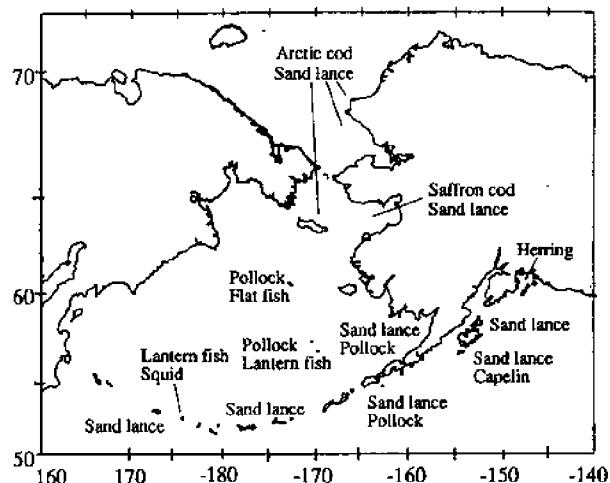 70
60
50
Arctic cod
Sand lance
Saffron cod
Sand lance
Herring
Pollock
Flat fish
Sand lance
Pollock
Sand lance
Pollock
Lantern fish
Lantern fish
Squid
Sand lance
Capelin
Sand lance
Sand lance
Sand lance
Pollock
160 170 -180 -170 -160 -150 -140